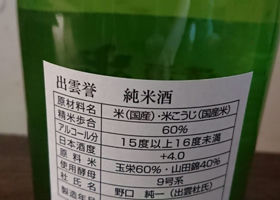 出雲誉 純米酒
原材料名 米(国産)・米こうじ(国産米)
精米歩合 60%
アルコール分 15度以上16度未満
日本酒度 +4.0
原料米 玉栄60%・山田錦40%
使用酵母 9号系
杜氏名 野口 純一(出雲杜氏)
製造年月